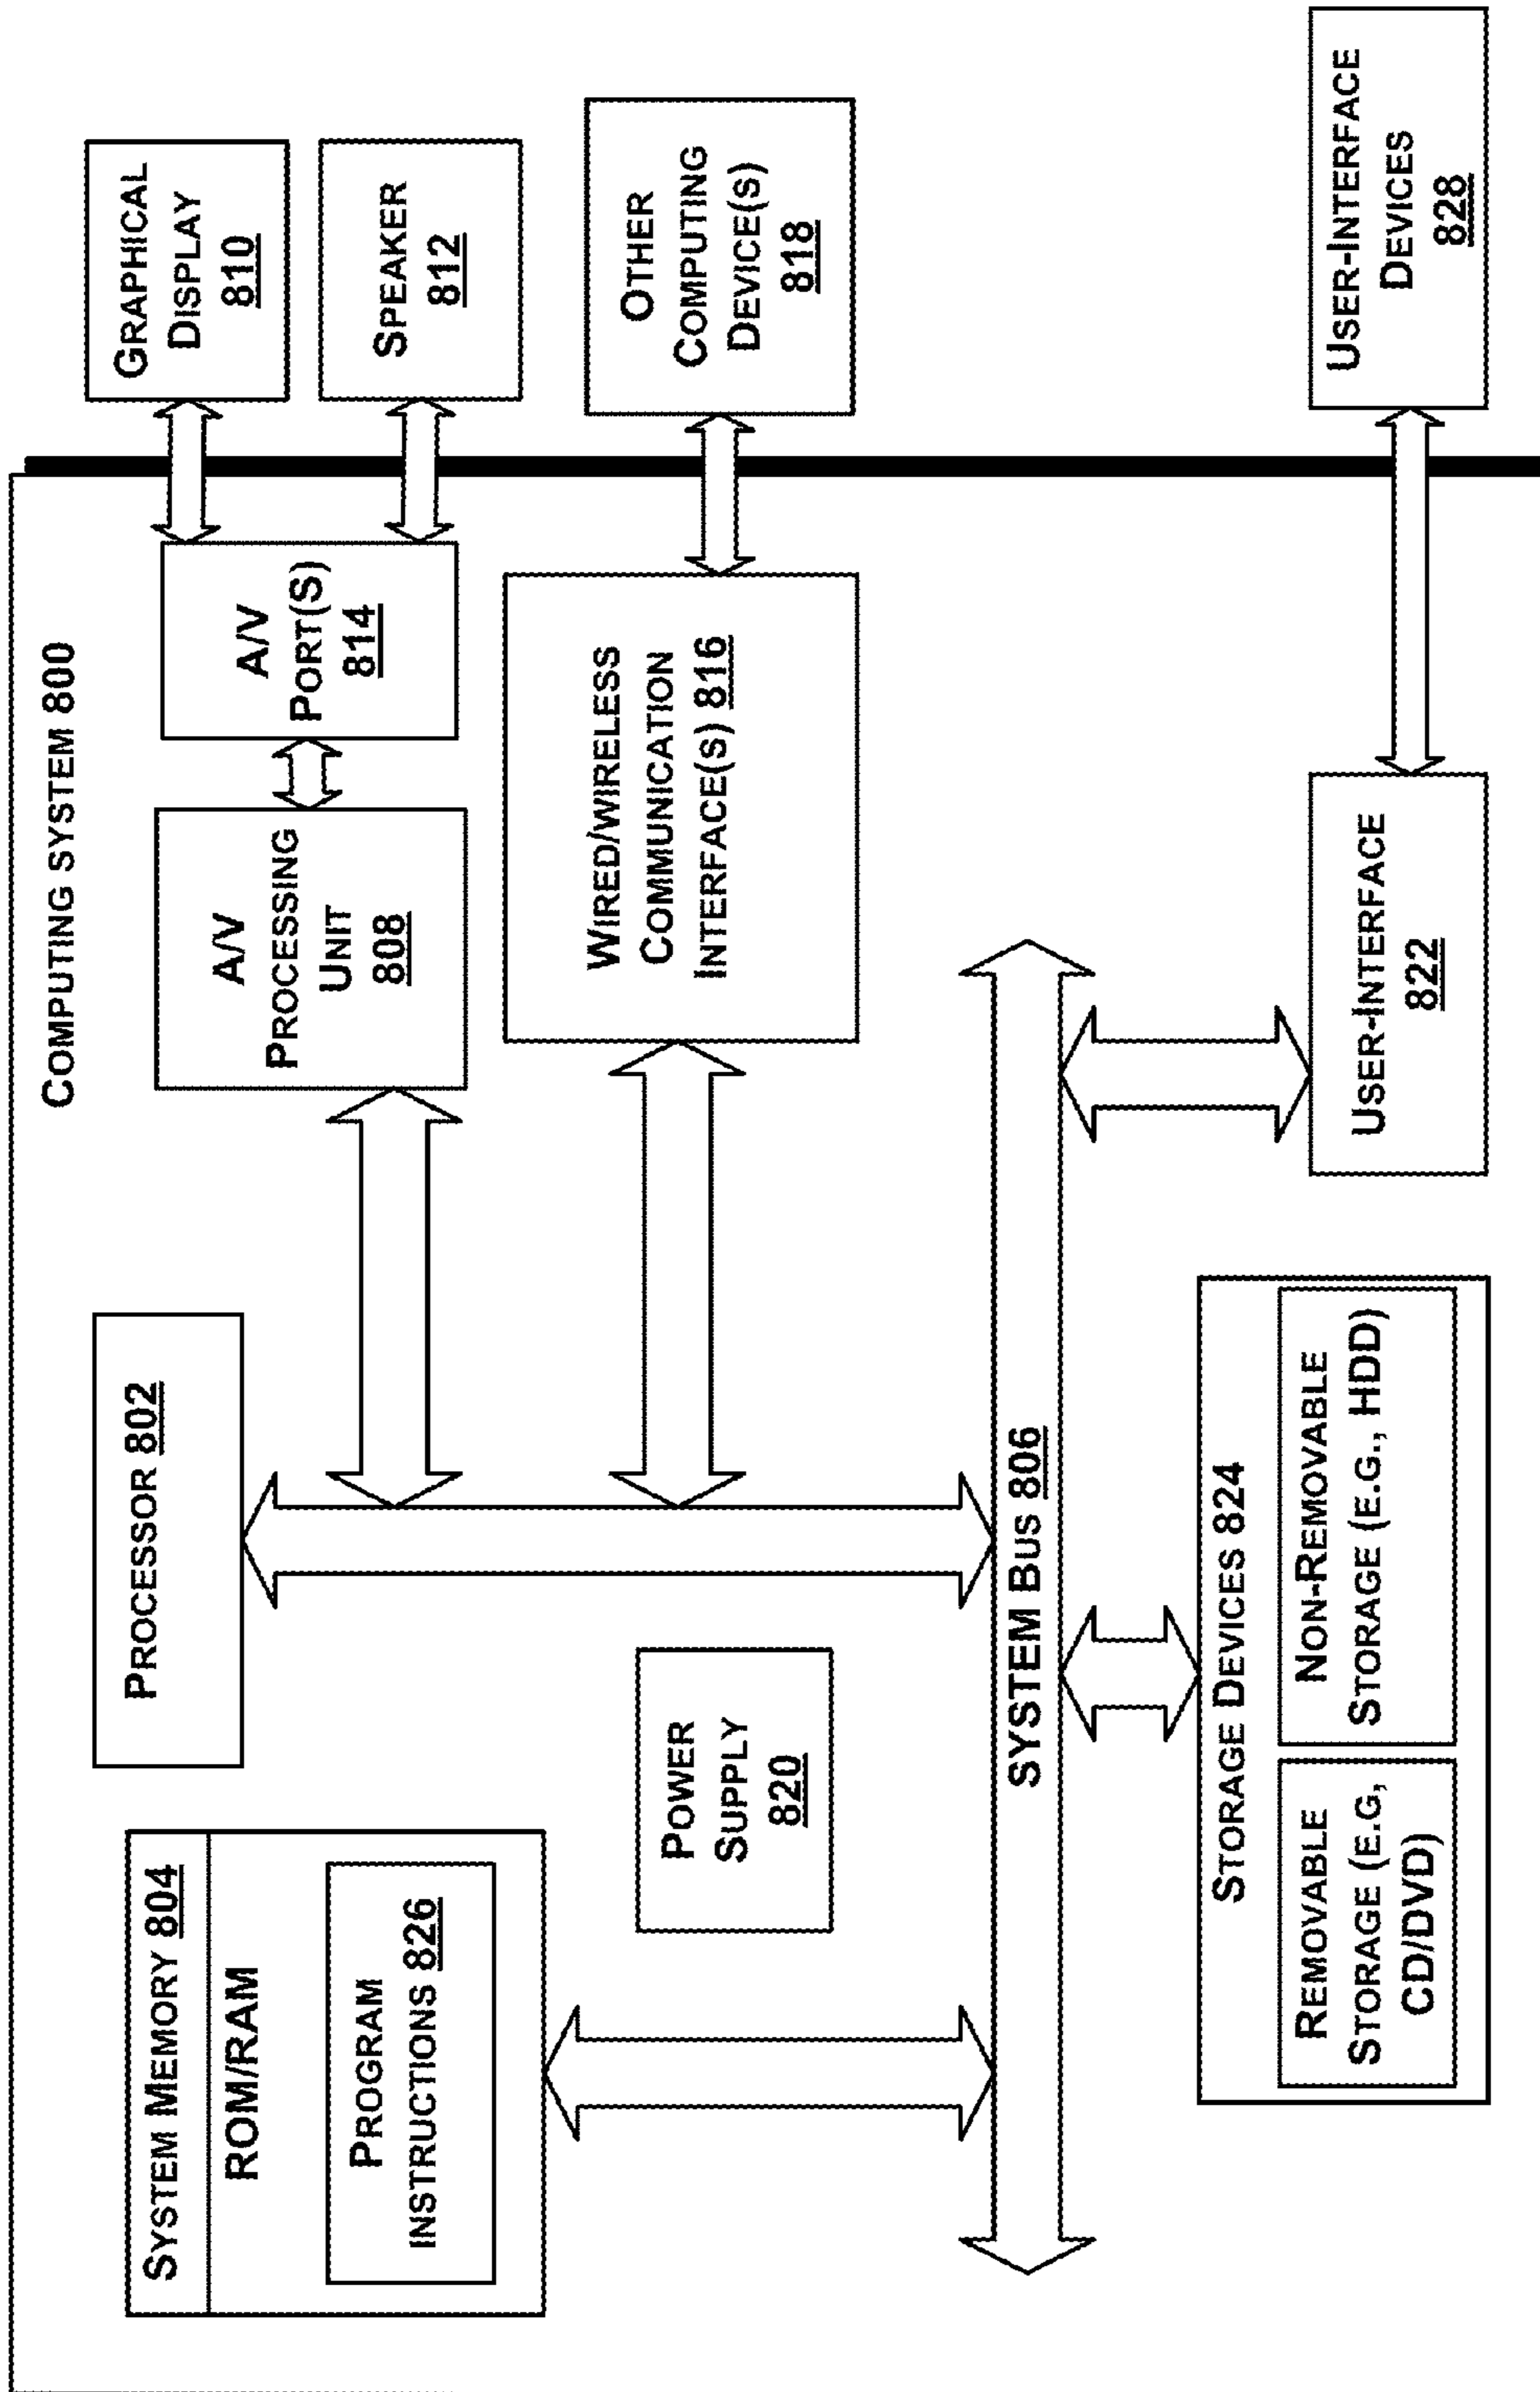 COMPUTING SYSTEM 800
SYSTEM MEMORY 804
ROM/RAM
PROGRAM
INSTRUCTIONS 826
PROCESSOR 802
A/V
PROCESSING
UNIT
808
A/V
PORT(S)
814
GRAPHICAL
DISPLAY
810
SPEAKER
812
POWER
SUPPLY
820
WIRED/WIRELESS
COMMUNICATION
INTERFACE(S) 816
OTHER
COMPUTING
DEVICE(S)
818
SYSTEM BUS 806
STORAGE DEVICES 824
REMOVABLE
STORAGE (E.G,
CD/DVD)
NON-REMOVABLE
STORAGE (E.G., HDD)
USER-INTERFACE
822
USER-INTERFACE
DEVICES
828